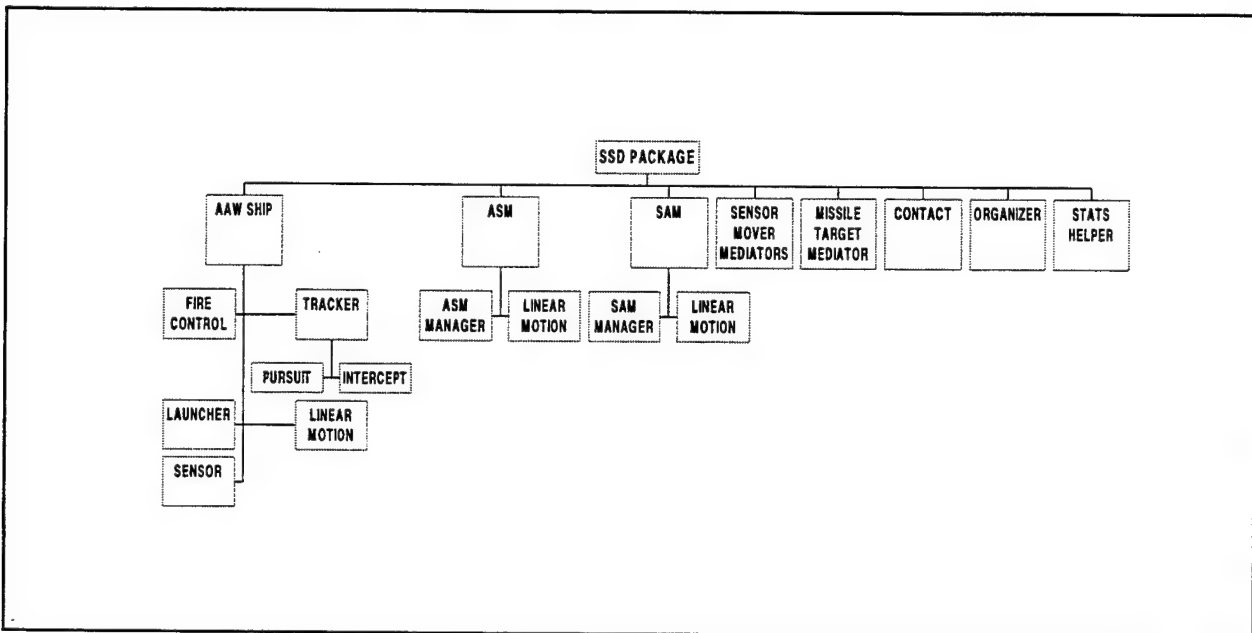 SSD PACKAGE
AAW SHIP
ASM
SAM
SENSOR
MOVER
MEDIATORS
MISSILE
TARGET
MEDIATOR
CONTACT
ORGANIZER
STATS
HELPER
FIRE
CONTROL
TRACKER
ASM
MANAGER
LINEAR
MOTION
SAM
MANAGER
LINEAR
MOTION
PURSUIT
INTERCEPT
LAUNCHER
LINEAR
MOTION
SENSOR